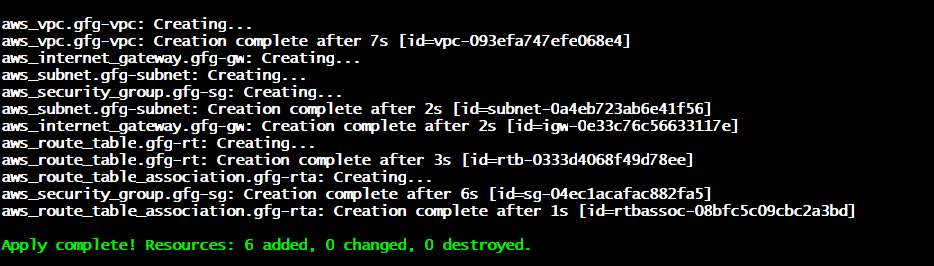 aws_vpc.gfg-vpc: Creating...
aws_vpc.gfg-vpc: Creation complete after 7s [id=vpc-093efa747efe068e4]
aws_internet_gateway.gfg-gw: Creating...
aws_subnet.gfg-subnet: Creating...
aws_security_group.gfg-sg: Creating...
aws_subnet.gfg-subnet: Creation complete after 2s [id=subnet-0a4eb723ab6e41f56]
aws_internet_gateway.gfg-gw: Creation complete after 2s [id=igw-0e33c76c56633117e]
aws_route_table.gfg-rt: Creating...
aws_route_table.gfg-rt: Creation complete after 3s [id=rtb-0333d4068f49d78ee]
aws_route_table_association.gfg-rta: Creating...
aws_security_group.gfg-sg: Creation complete after 6s [id=sg-04ec1acafac882fa5]
aws_route_table_association.gfg-rta: Creation complete after 1s [id=rtbassoc-08bfc5c09cbc2a3bd]
Apply complete! Resources: 6 added, 0 changed, 0 destroyed.